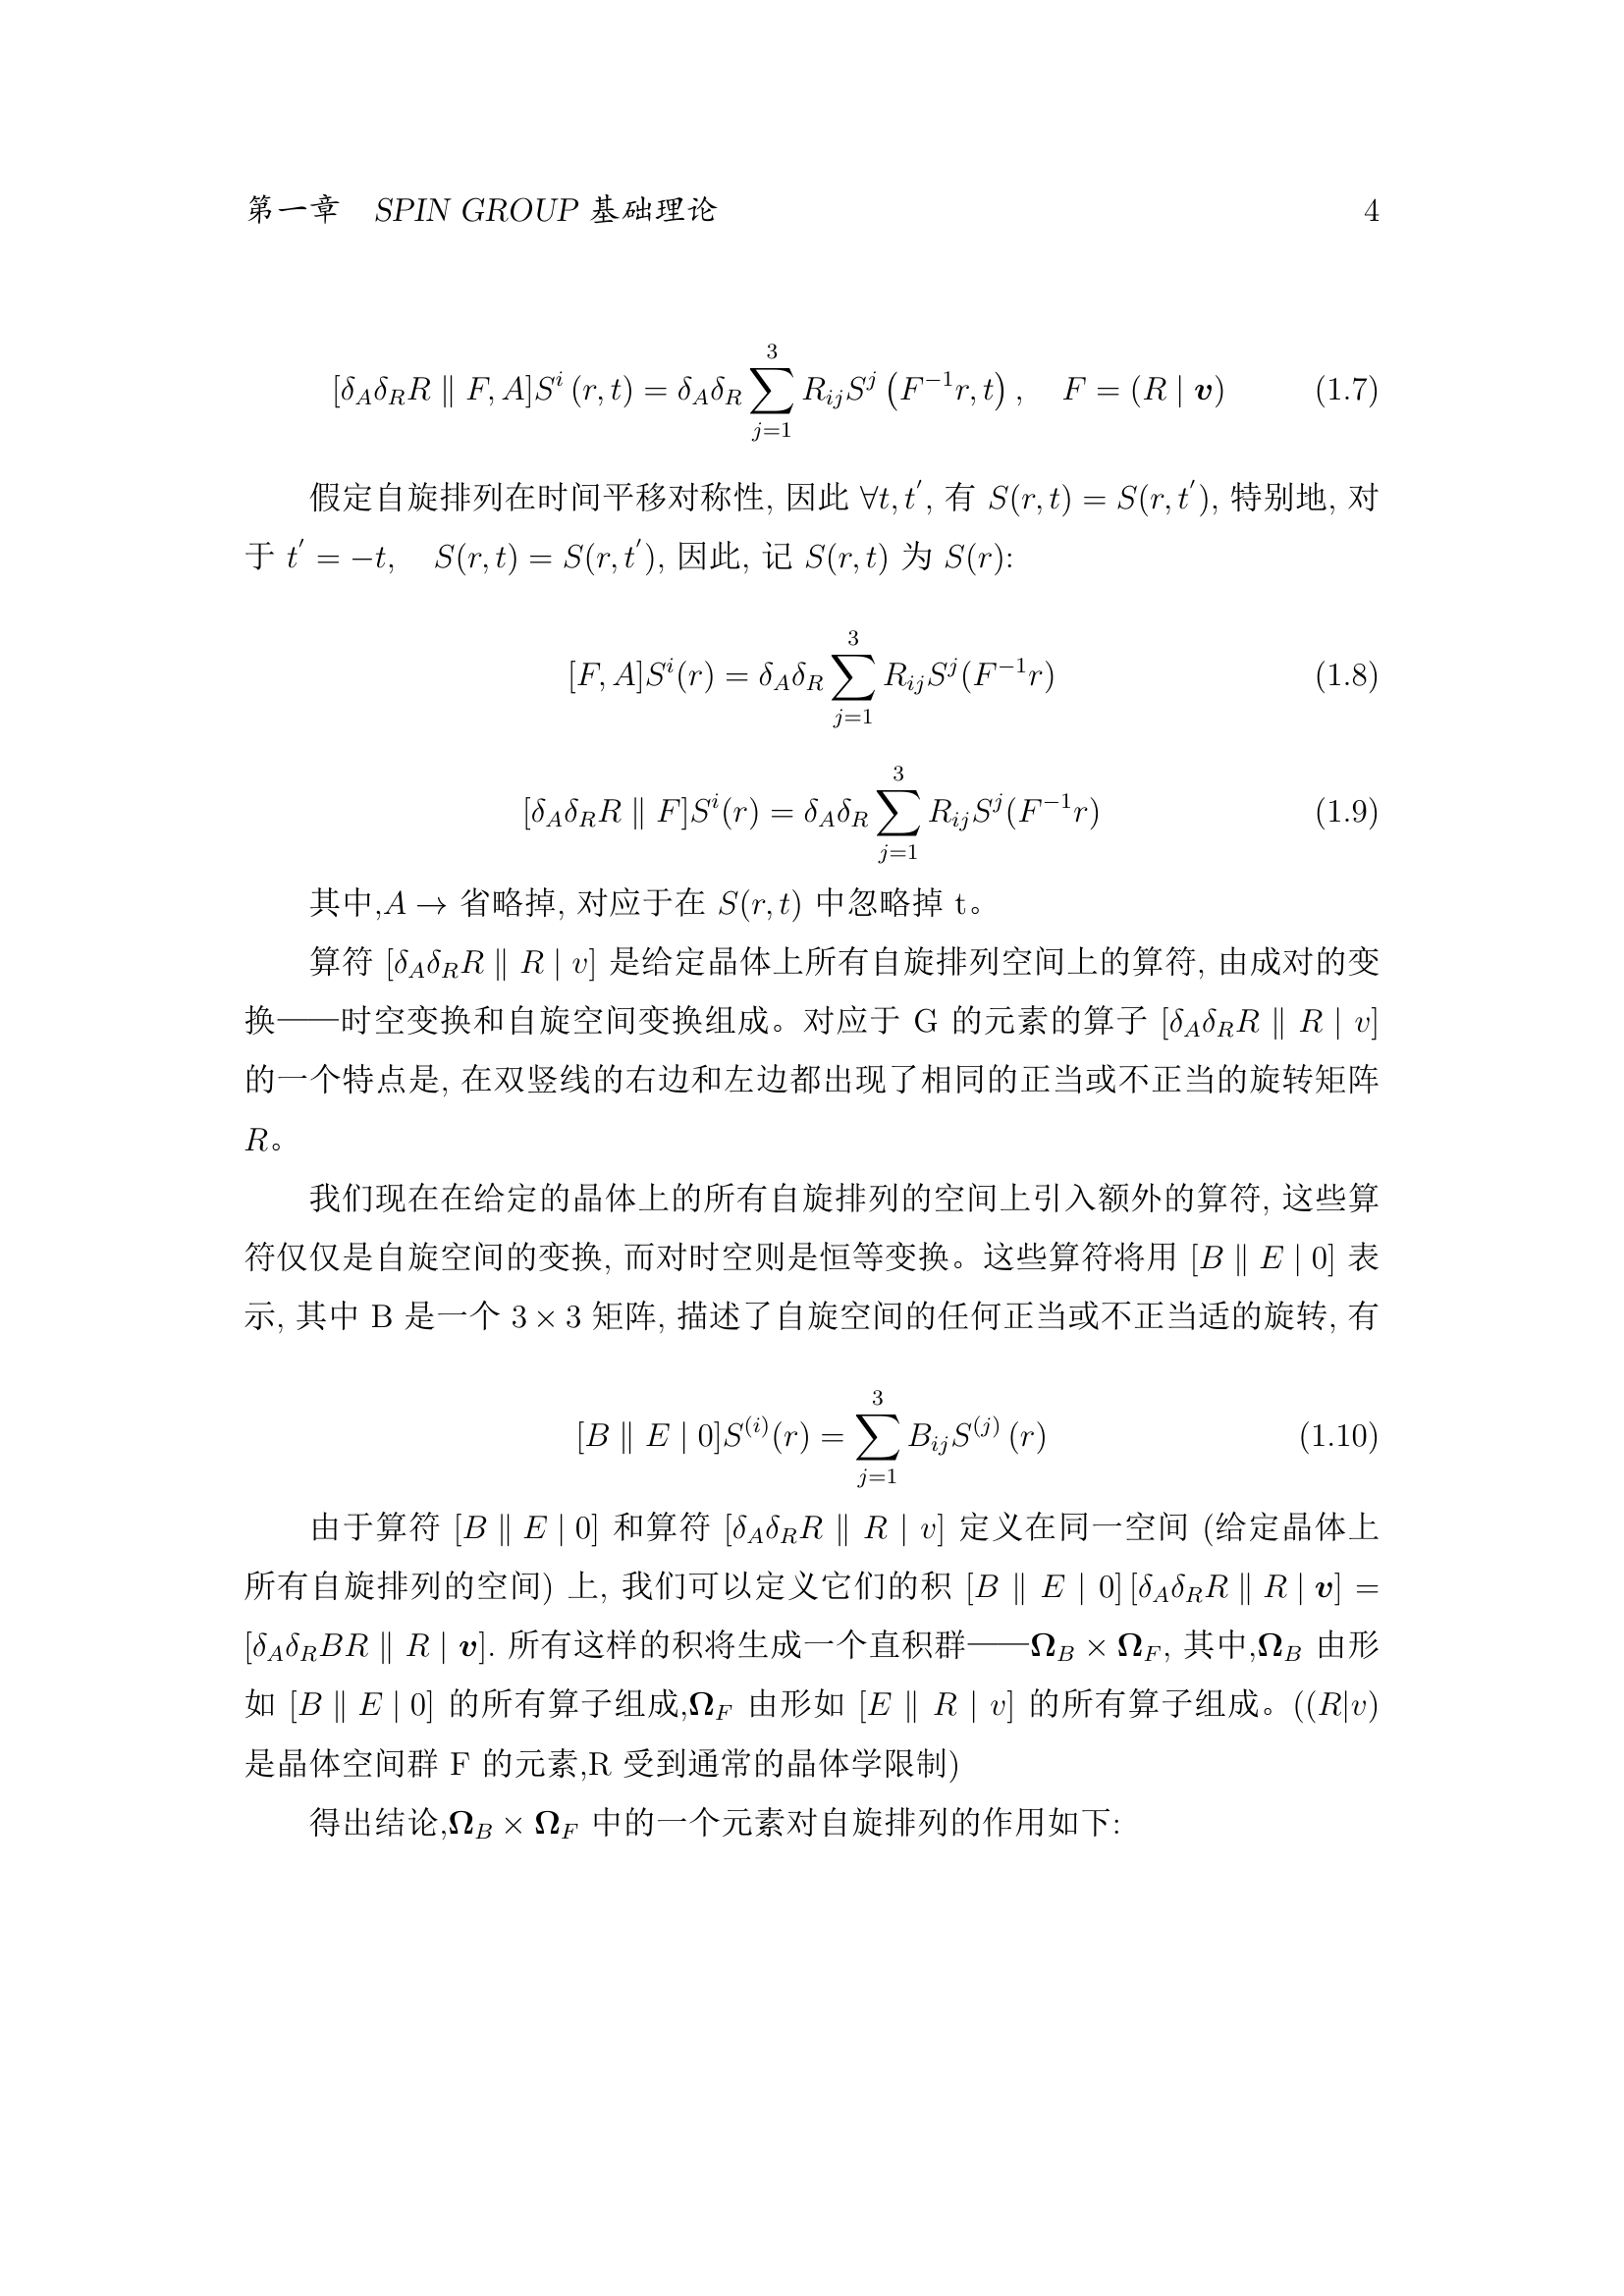 第一章 SPIN GROUP 基础理论 4
$$[\delta_A\delta_R R \parallel F, A]S^i\,(r,t) = \delta_A\delta_R \sum_{j=1}^{3} R_{ij}S^j\left(F^{-1}r,t\right),\quad F = (R \mid \boldsymbol{v}) \qquad (1.7)$$
假定自旋排列在时间平移对称性, 因此 $\forall t, t^{'}$, 有 $S(r,t) = S(r,t^{'})$, 特别地, 对
于 $t^{'} = -t,\quad S(r,t) = S(r,t^{'})$, 因此, 记 $S(r,t)$ 为 $S(r)$:
$$[F, A]S^i(r) = \delta_A\delta_R \sum_{j=1}^{3} R_{ij}S^j(F^{-1}r) \qquad (1.8)$$
$$[\delta_A\delta_R R \parallel F]S^i(r) = \delta_A\delta_R \sum_{j=1}^{3} R_{ij}S^j(F^{-1}r) \qquad (1.9)$$
其中,$A \to$ 省略掉, 对应于在 $S(r,t)$ 中忽略掉 t。
算符 $[\delta_A\delta_R R \parallel R \mid v]$ 是给定晶体上所有自旋排列空间上的算符, 由成对的变
换——时空变换和自旋空间变换组成。对应于 G 的元素的算子 $[\delta_A\delta_R R \parallel R \mid v]$
的一个特点是, 在双竖线的右边和左边都出现了相同的正当或不正当的旋转矩阵
$R$。
我们现在在给定的晶体上的所有自旋排列的空间上引入额外的算符, 这些算
符仅仅是自旋空间的变换, 而对时空则是恒等变换。这些算符将用 $[B \parallel E \mid 0]$ 表
示, 其中 B 是一个 $3 \times 3$ 矩阵, 描述了自旋空间的任何正当或不正当适的旋转, 有
$$[B \parallel E \mid 0]S^{(i)}(r) = \sum_{j=1}^{3} B_{ij}S^{(j)}\,(r) \qquad (1.10)$$
由于算符 $[B \parallel E \mid 0]$ 和算符 $[\delta_A\delta_R R \parallel R \mid v]$ 定义在同一空间 (给定晶体上
所有自旋排列的空间) 上, 我们可以定义它们的积 $[B \parallel E \mid 0]\,[\delta_A\delta_R R \parallel R \mid \boldsymbol{v}] =$
$[\delta_A\delta_R BR \parallel R \mid \boldsymbol{v}]$. 所有这样的积将生成一个直积群——$\boldsymbol{\Omega}_B \times \boldsymbol{\Omega}_F$, 其中,$\boldsymbol{\Omega}_B$ 由形
如 $[B \parallel E \mid 0]$ 的所有算子组成,$\boldsymbol{\Omega}_F$ 由形如 $[E \parallel R \mid v]$ 的所有算子组成。($(R|v)$
是晶体空间群 F 的元素,R 受到通常的晶体学限制)
得出结论,$\boldsymbol{\Omega}_B \times \boldsymbol{\Omega}_F$ 中的一个元素对自旋排列的作用如下: